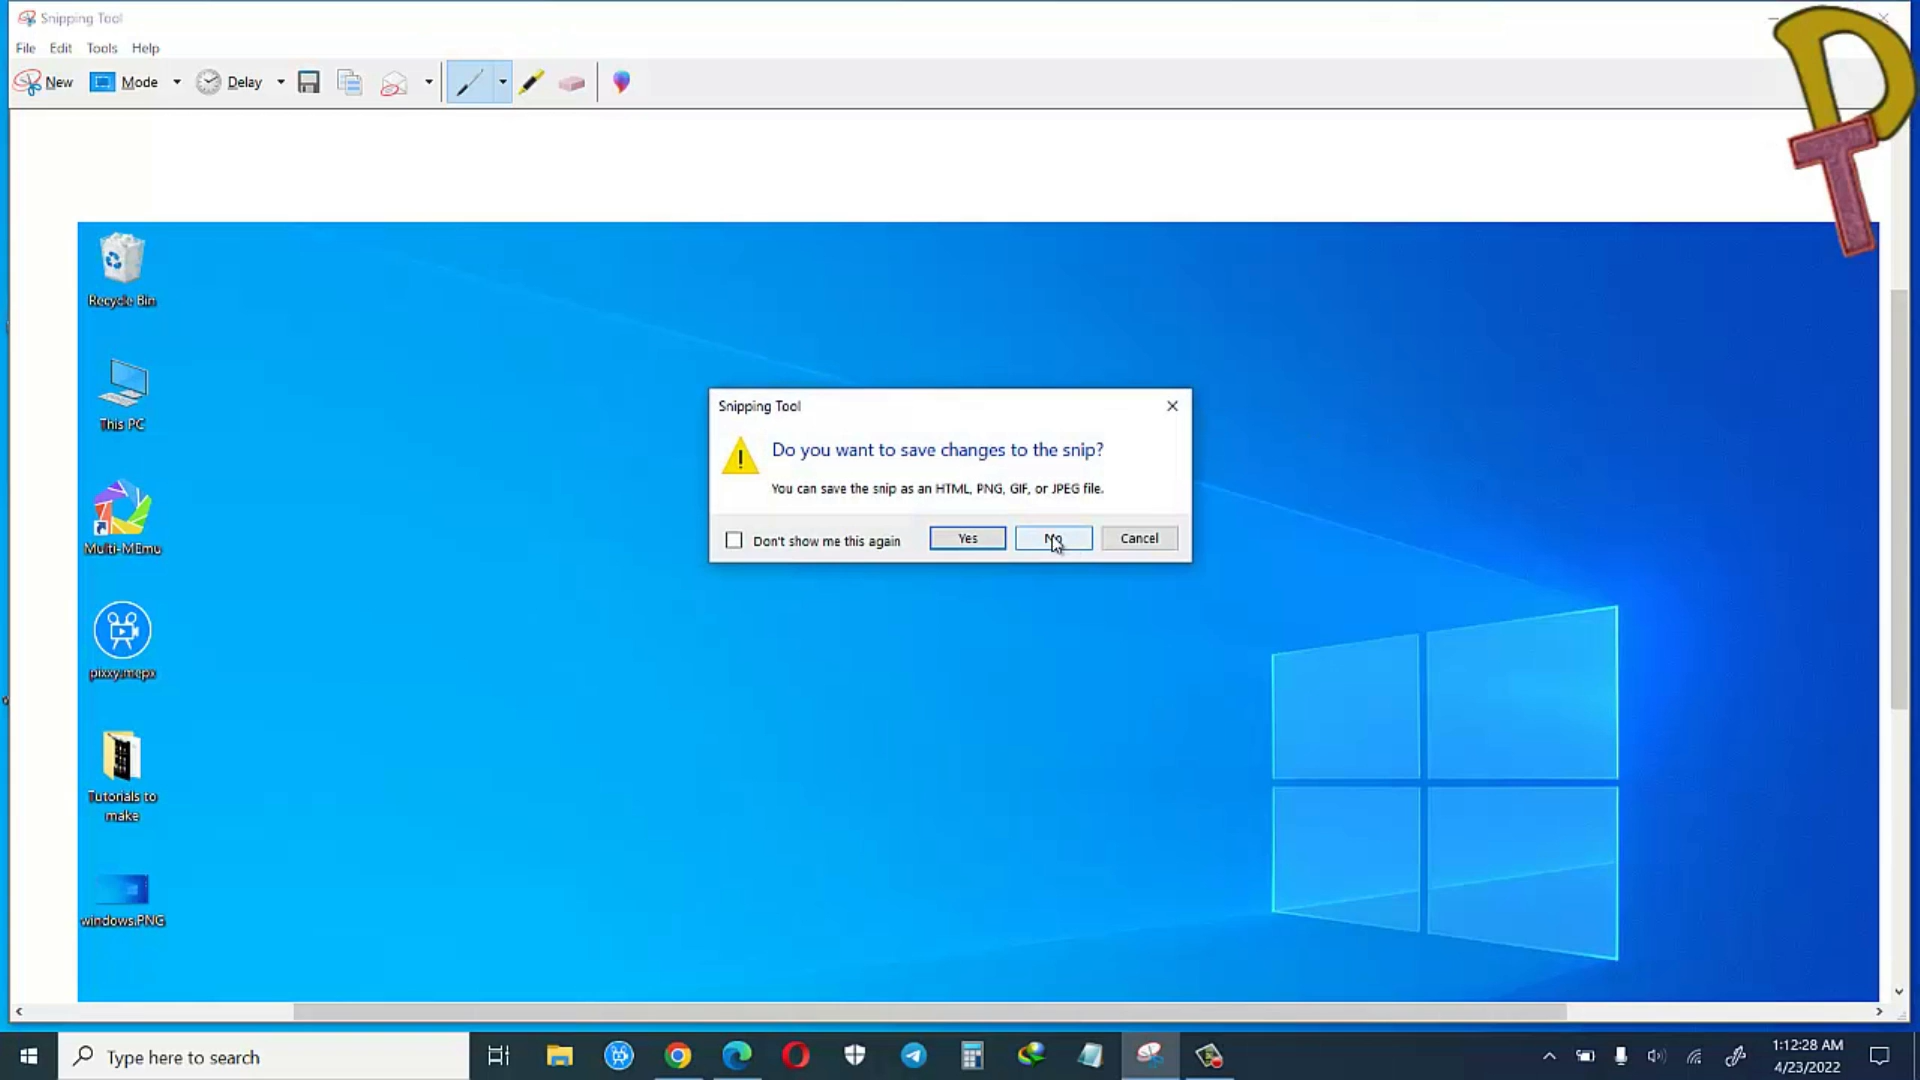 Snipping Tool
File Edit Tools Help
New Mode Delay
Recycle Bin
This PC
Multi-MEmu
pixxy.mepx
Tutorials to
make
windows.PNG
Snipping Tool
Do you want to save changes to the snip?
You can save the snip as an HTML, PNG, GIF, or JPEG file.
Don't show me this again Yes No Cancel
DT
Type here to search
1:12:28 AM
4/23/2022